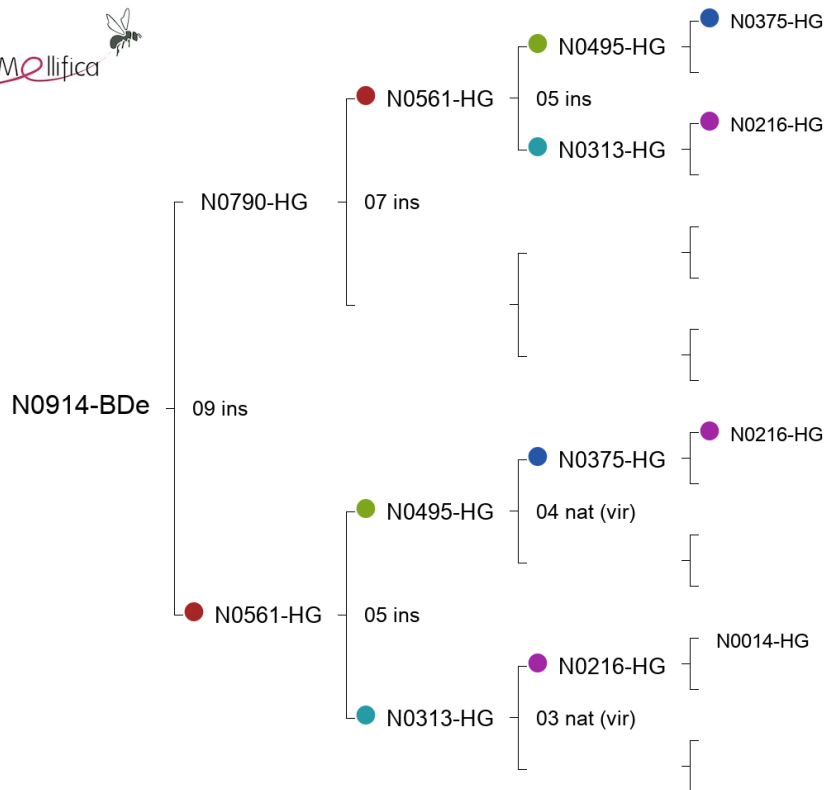 Mellifica
N0375-HG
N0495-HG
N0561-HG
05 ins
N0313-HG
N0216-HG
N0790-HG
07 ins
N0914-BDe
09 ins
N0216-HG
N0375-HG
N0495-HG
04 nat (vir)
N0561-HG
05 ins
N0014-HG
N0216-HG
N0313-HG
03 nat (vir)